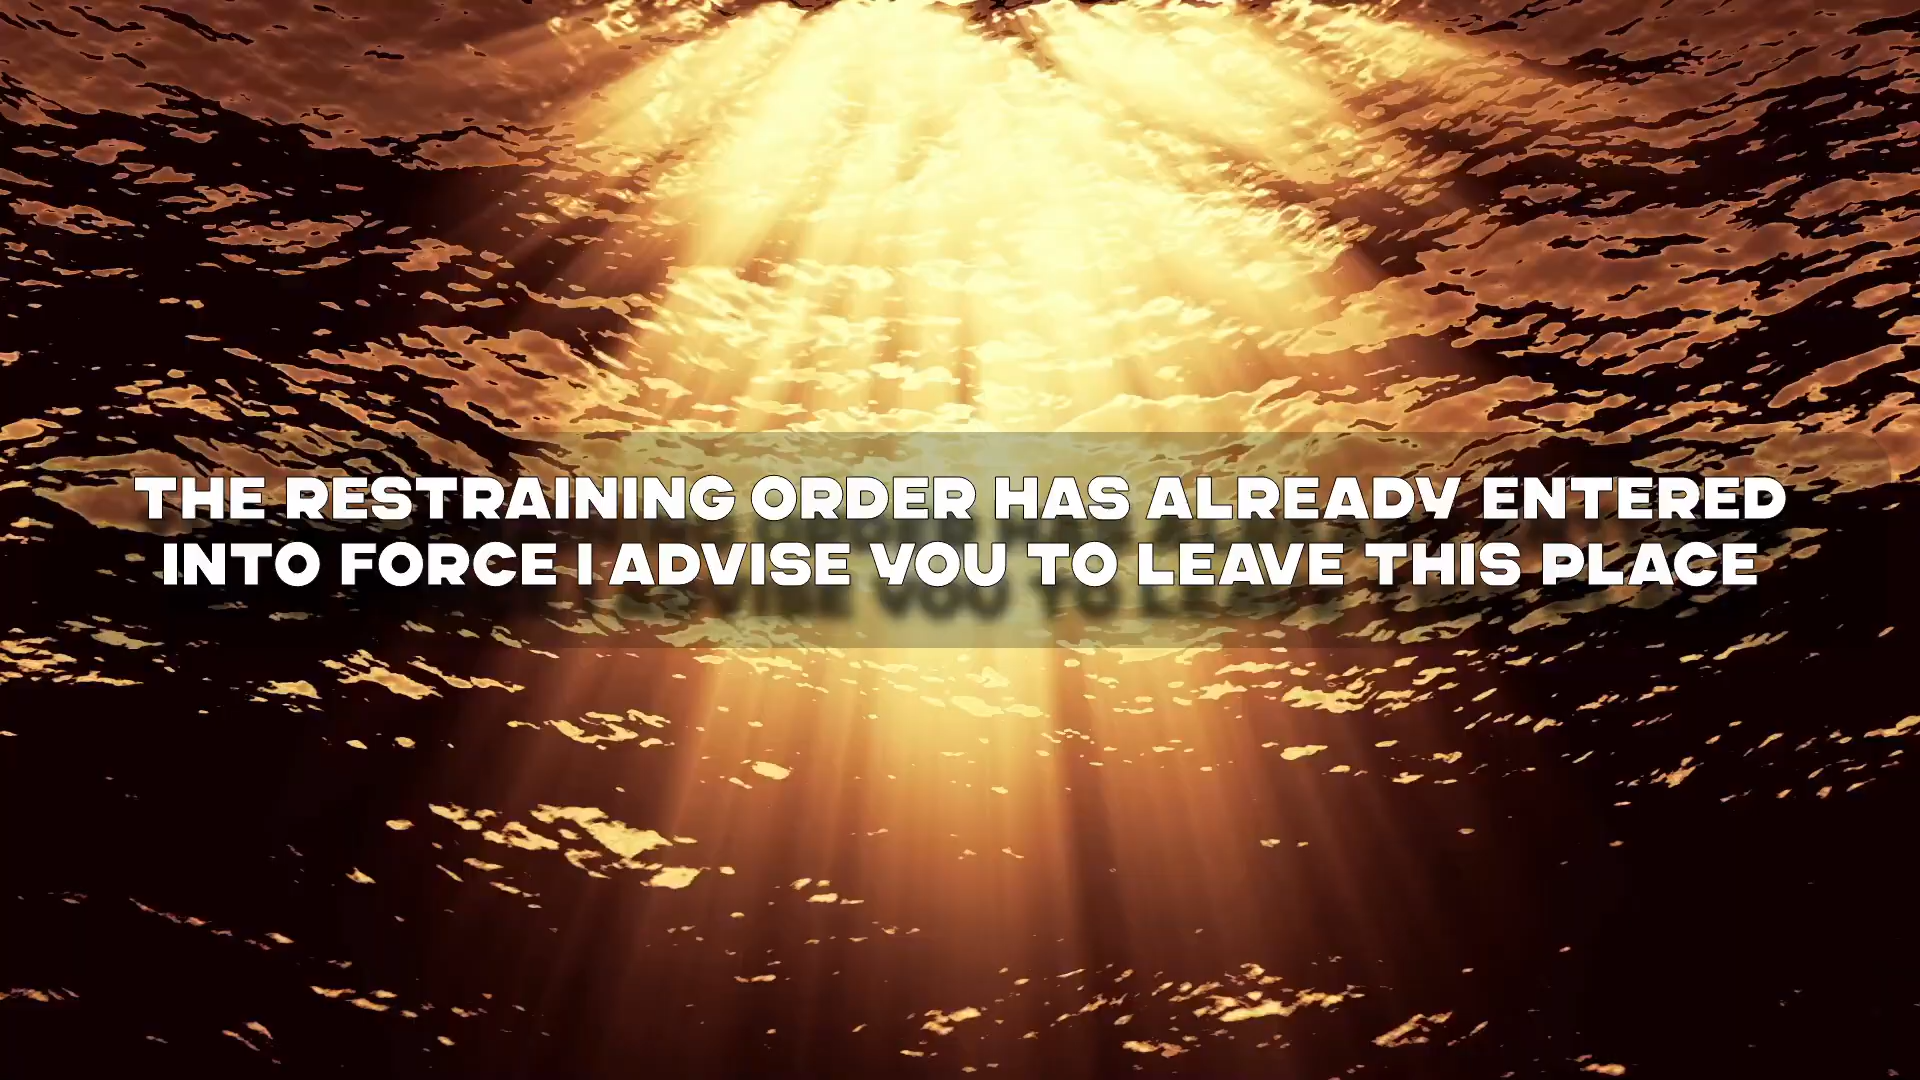 THE RESTRAINING ORDER HAS ALREADY ENTERED
INTO FORCE I ADVISE YOU TO LEAVE THIS PLACE